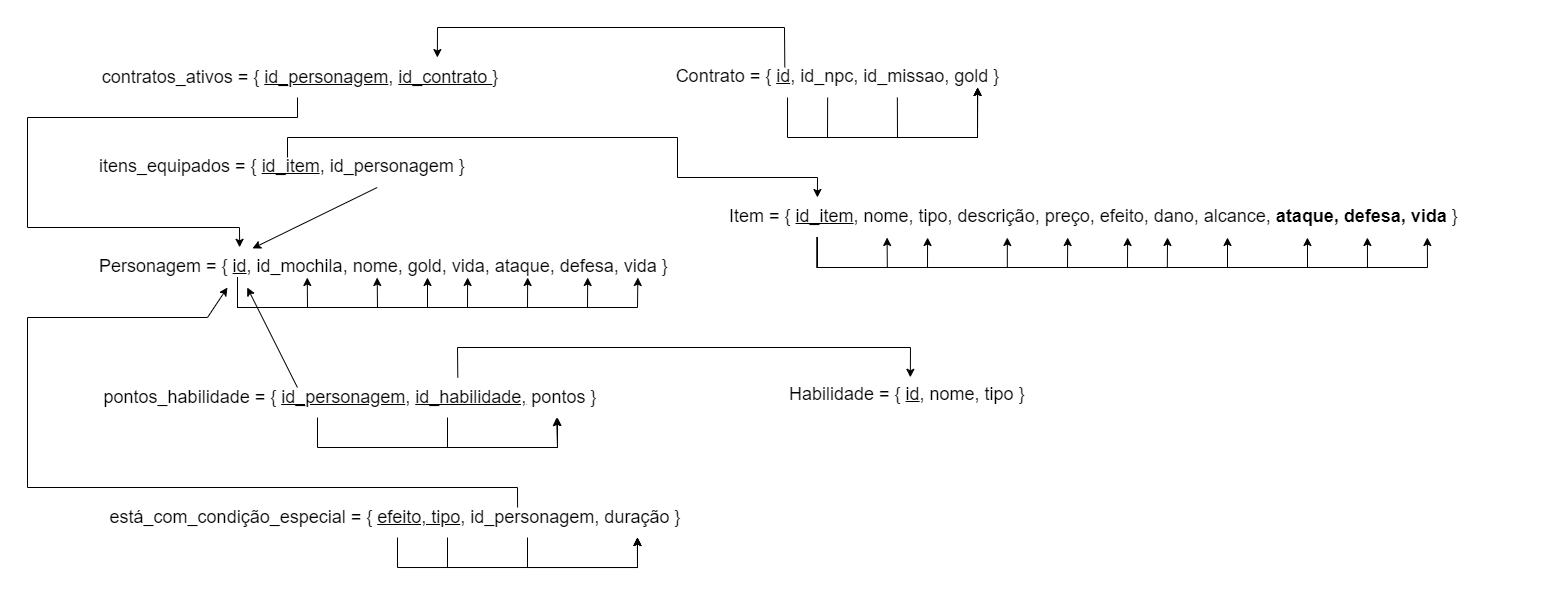 contratos_ativos = { id_personagem, id_contrato }
Contrato = { id, id_npc, id_missao, gold }
itens_equipados = { id_item, id_personagem }
Item = { id_item, nome, tipo, descrição, preço, efeito, dano, alcance, ataque, defesa, vida }
Personagem = { id, id_mochila, nome, gold, vida, ataque, defesa, vida }
pontos_habilidade = { id_personagem, id_habilidade, pontos }
Habilidade = { id, nome, tipo }
está_com_condição_especial = { efeito, tipo, id_personagem, duração }